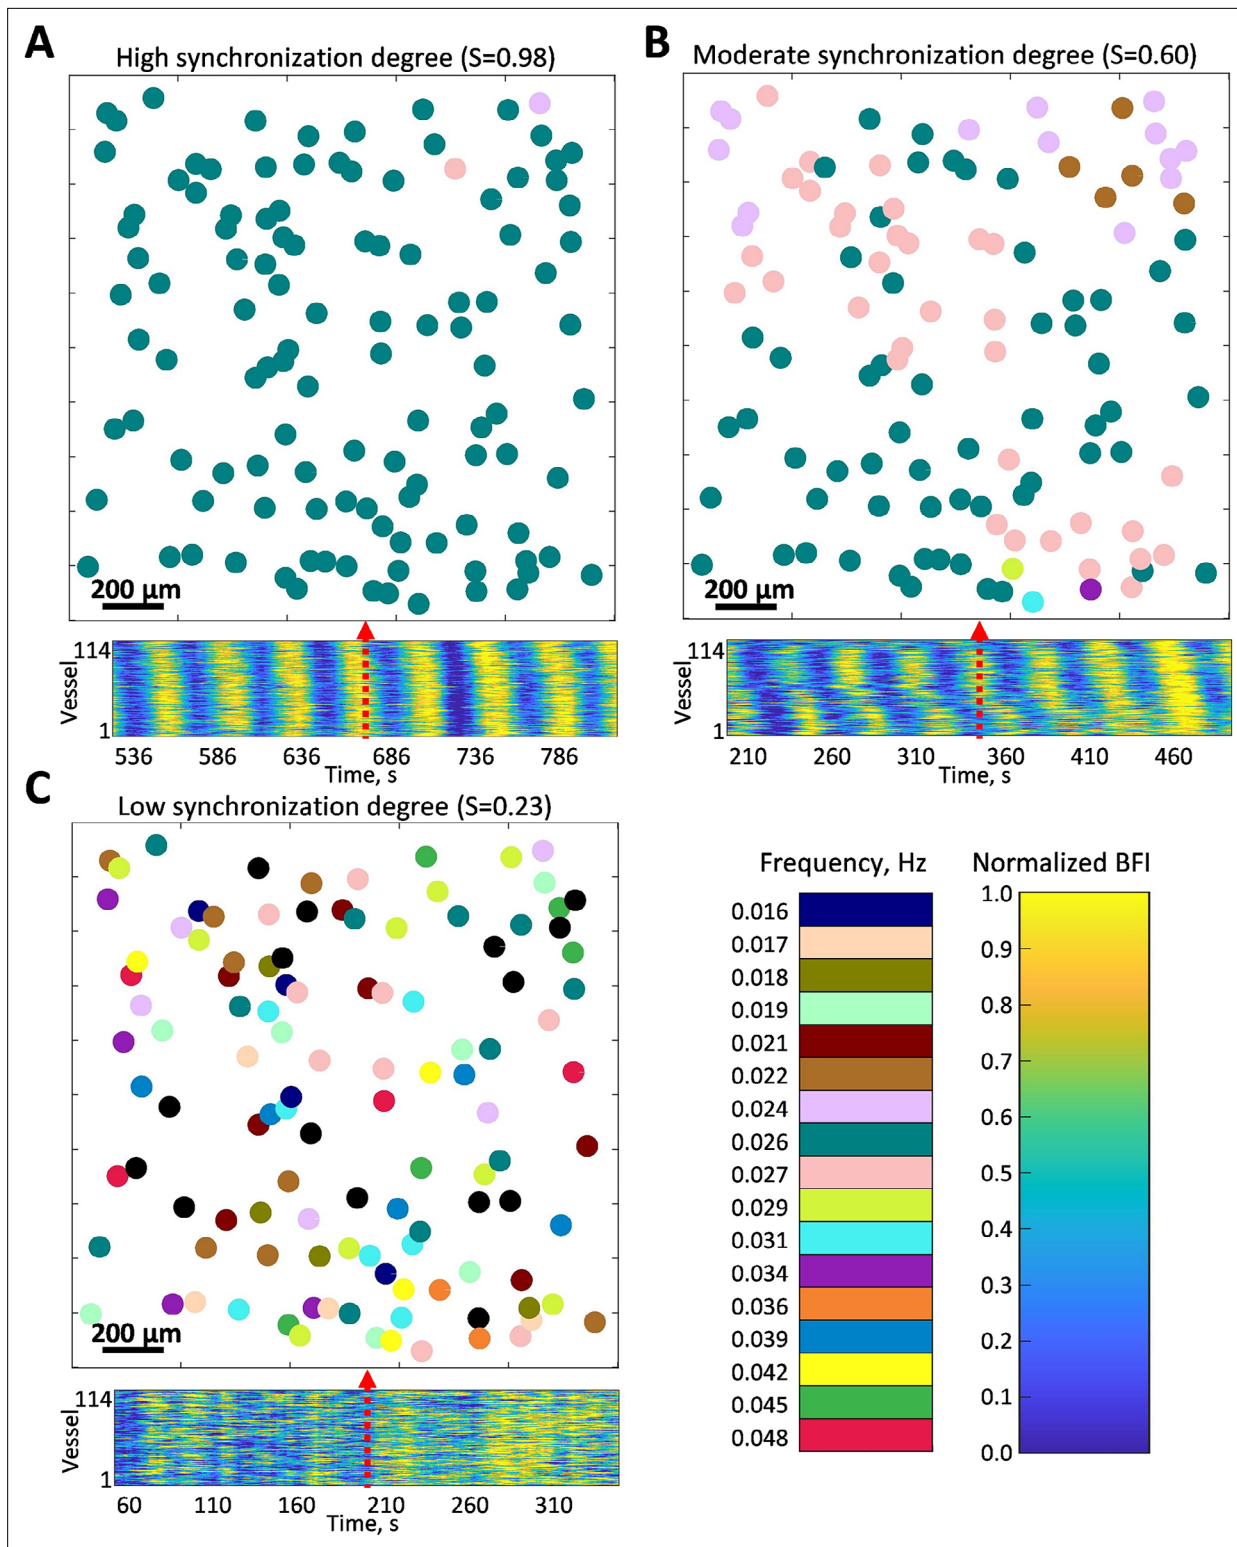 A
High synchronization degree (S=0.98)
200 µm
Vessel
114
1
536 586 636 686 736 786
Time, s
B
Moderate synchronization degree (S=0.60)
200 µm
Vessel
114
1
210 260 310 360 410 460
Time, s
C
Low synchronization degree (S=0.23)
200 µm
Vessel
114
1
60 110 160 210 260 310
Time, s
Frequency, Hz
0.016
0.017
0.018
0.019
0.021
0.022
0.024
0.026
0.027
0.029
0.031
0.034
0.036
0.039
0.042
0.045
0.048
Normalized BFI
1.0
0.9
0.8
0.7
0.6
0.5
0.4
0.3
0.2
0.1
0.0